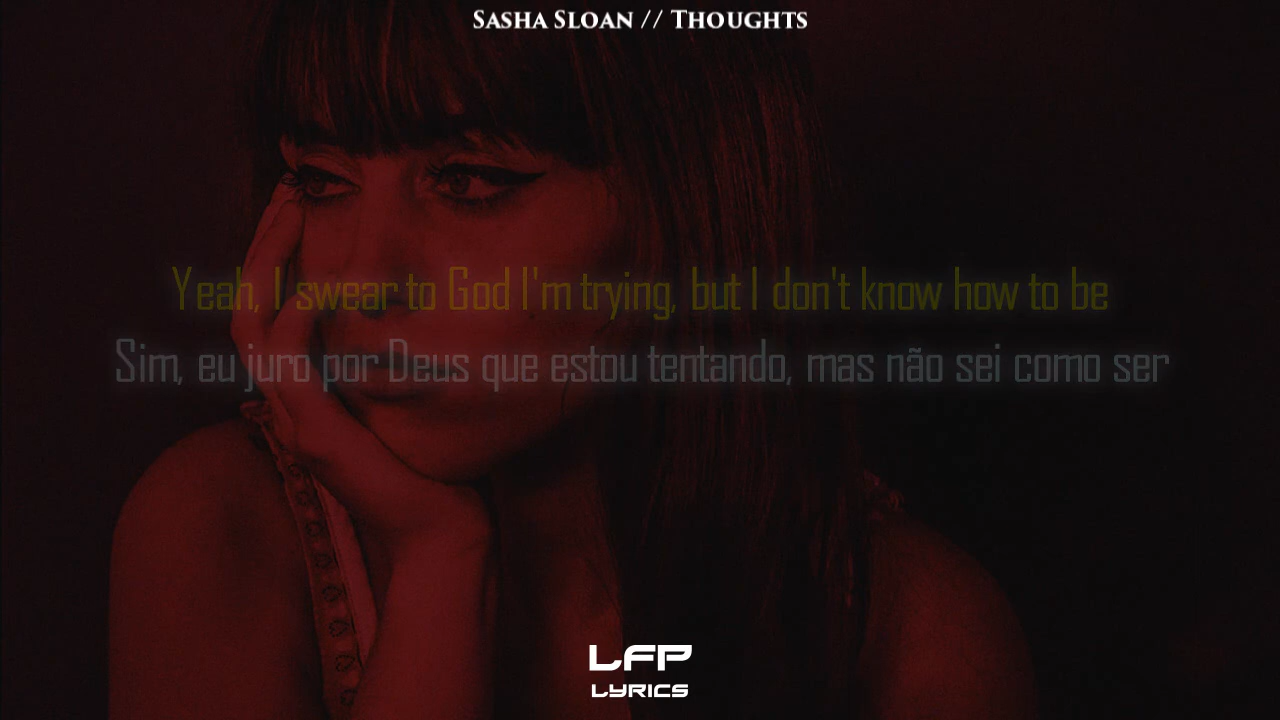 Sasha Sloan // Thoughts
Yeah, I swear to God I'm trying, but I don't know how to be
Sim, eu juro por Deus que estou tentando, mas não sei como ser
LFP
LYRICS